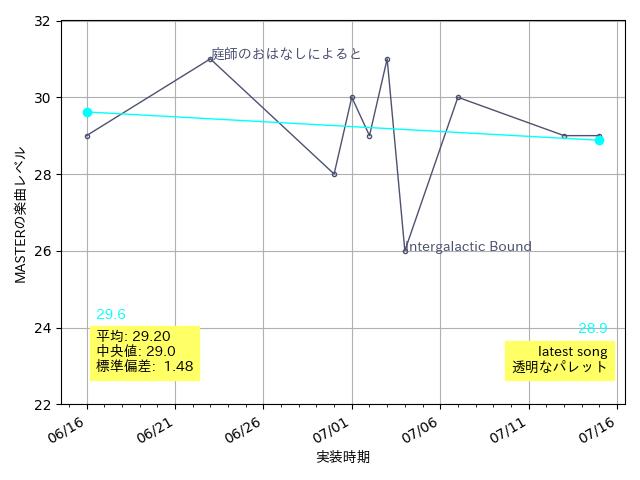 32
30
28
26
24
22
MASTERの楽曲レベル
庭師のおはなしによると
Intergalactic Bound
29.6
平均: 29.20
中央値: 29.0
標準偏差:  1.48
28.9
latest song
透明なパレット
06/16
06/21
06/26
07/01
07/06
07/11
07/16
実装時期